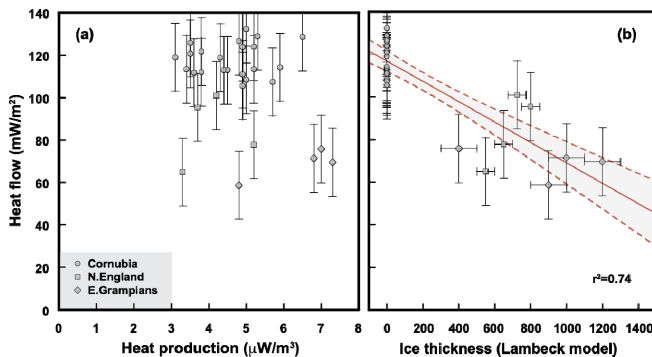 140
120
100
80
60
40
20
0
Heat flow (mW/m²)
(a)
Cornubia
N.England
E.Grampians
0 1 2 3 4 5 6 7 8
Heat production (μW/m³)
(b)
r²=0.74
0 200 400 600 800 1000 1200 1400
Ice thickness (Lambeck model)